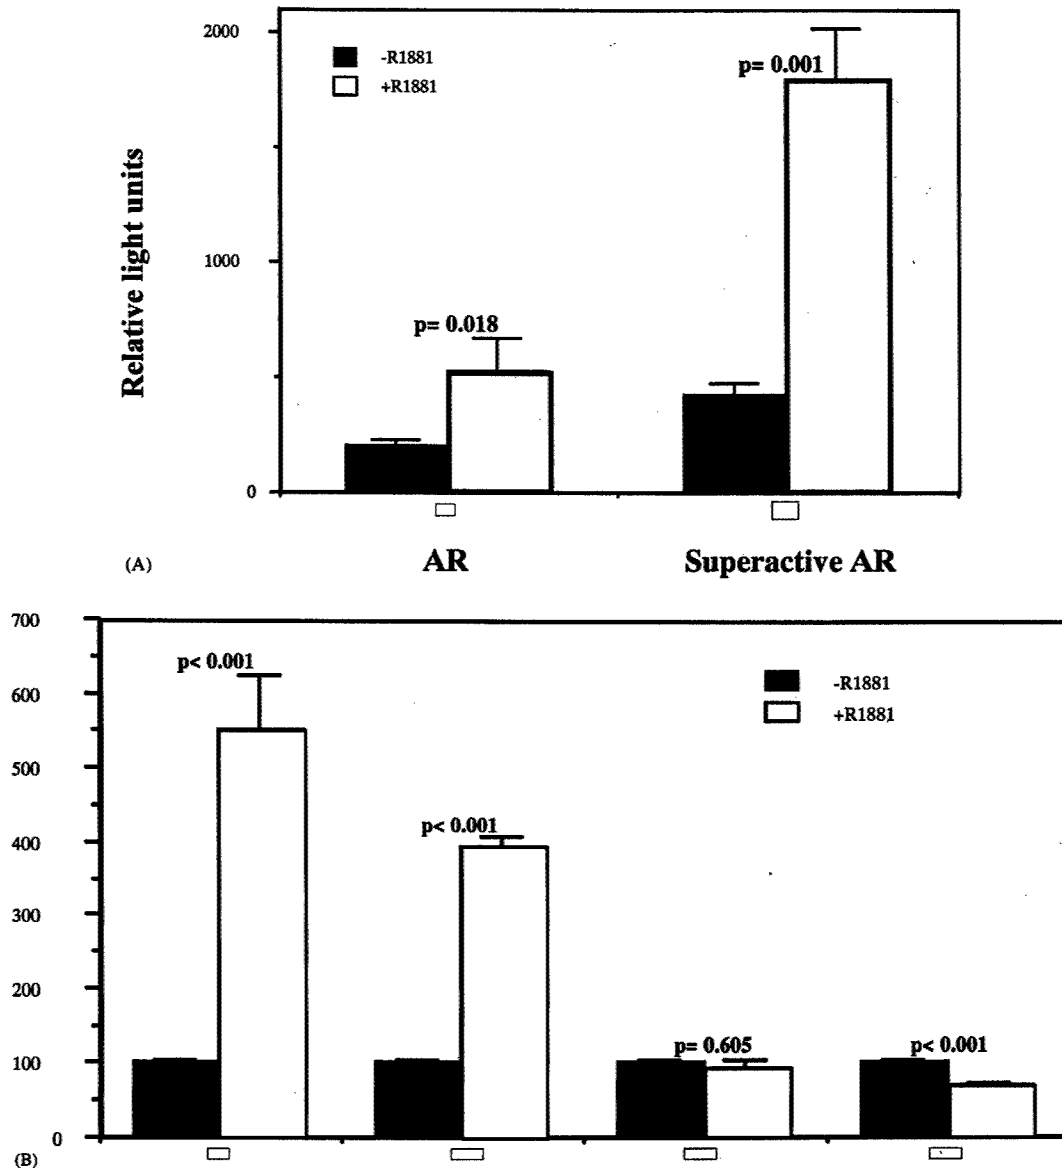 2000
-R1881
+R1881
p= 0.001
Relative light units
1000
p= 0.018
0
(A)
AR
Superactive AR
700
p< 0.001
600
-R1881
+R1881
500
p< 0.001
400
300
200
p= 0.605
p< 0.001
100
0
(B)